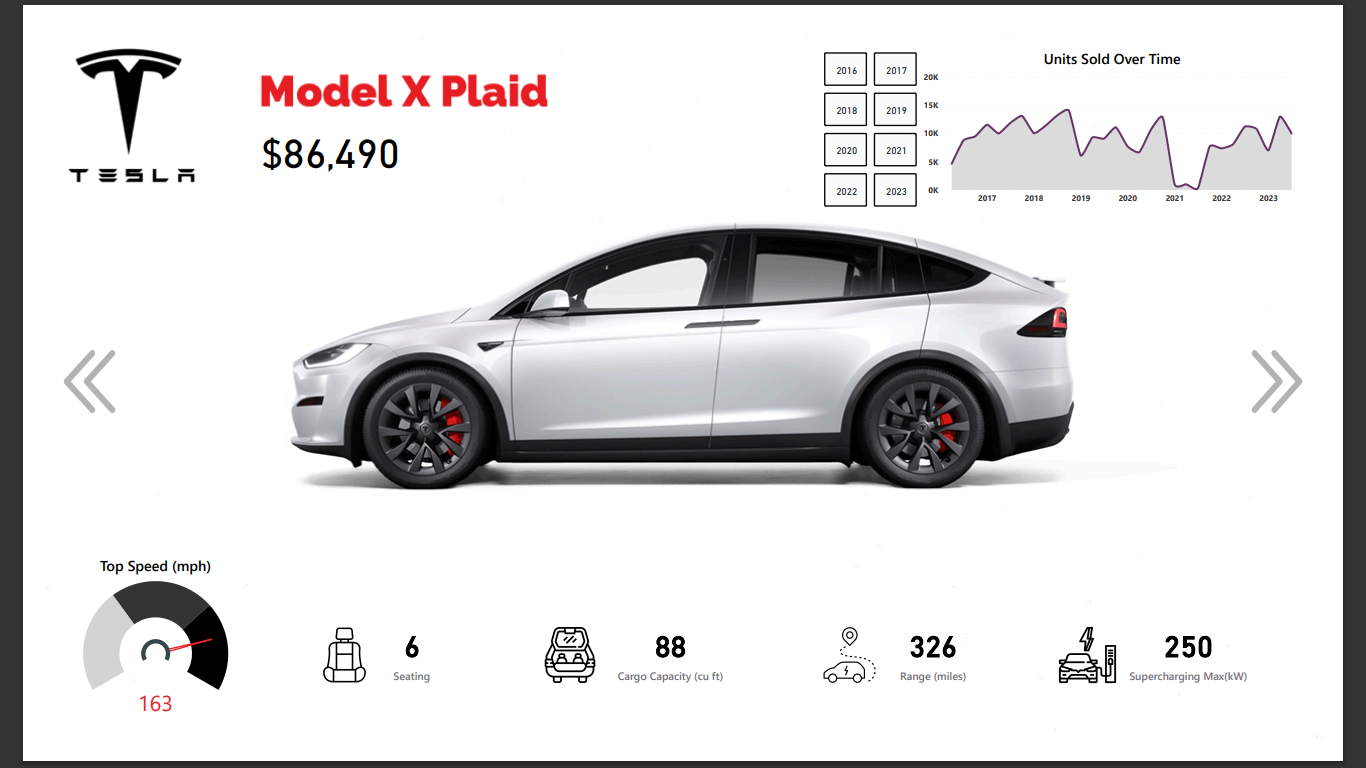 TESLA
Model X Plaid
$86,490
2016 2017
2018 2019
2020 2021
2022 2023
Units Sold Over Time
20K
15K
10K
5K
0K
2017 2018 2019 2020 2021 2022 2023
Top Speed (mph)
163
6
Seating
88
Cargo Capacity (cu ft)
326
Range (miles)
250
Supercharging Max(kW)